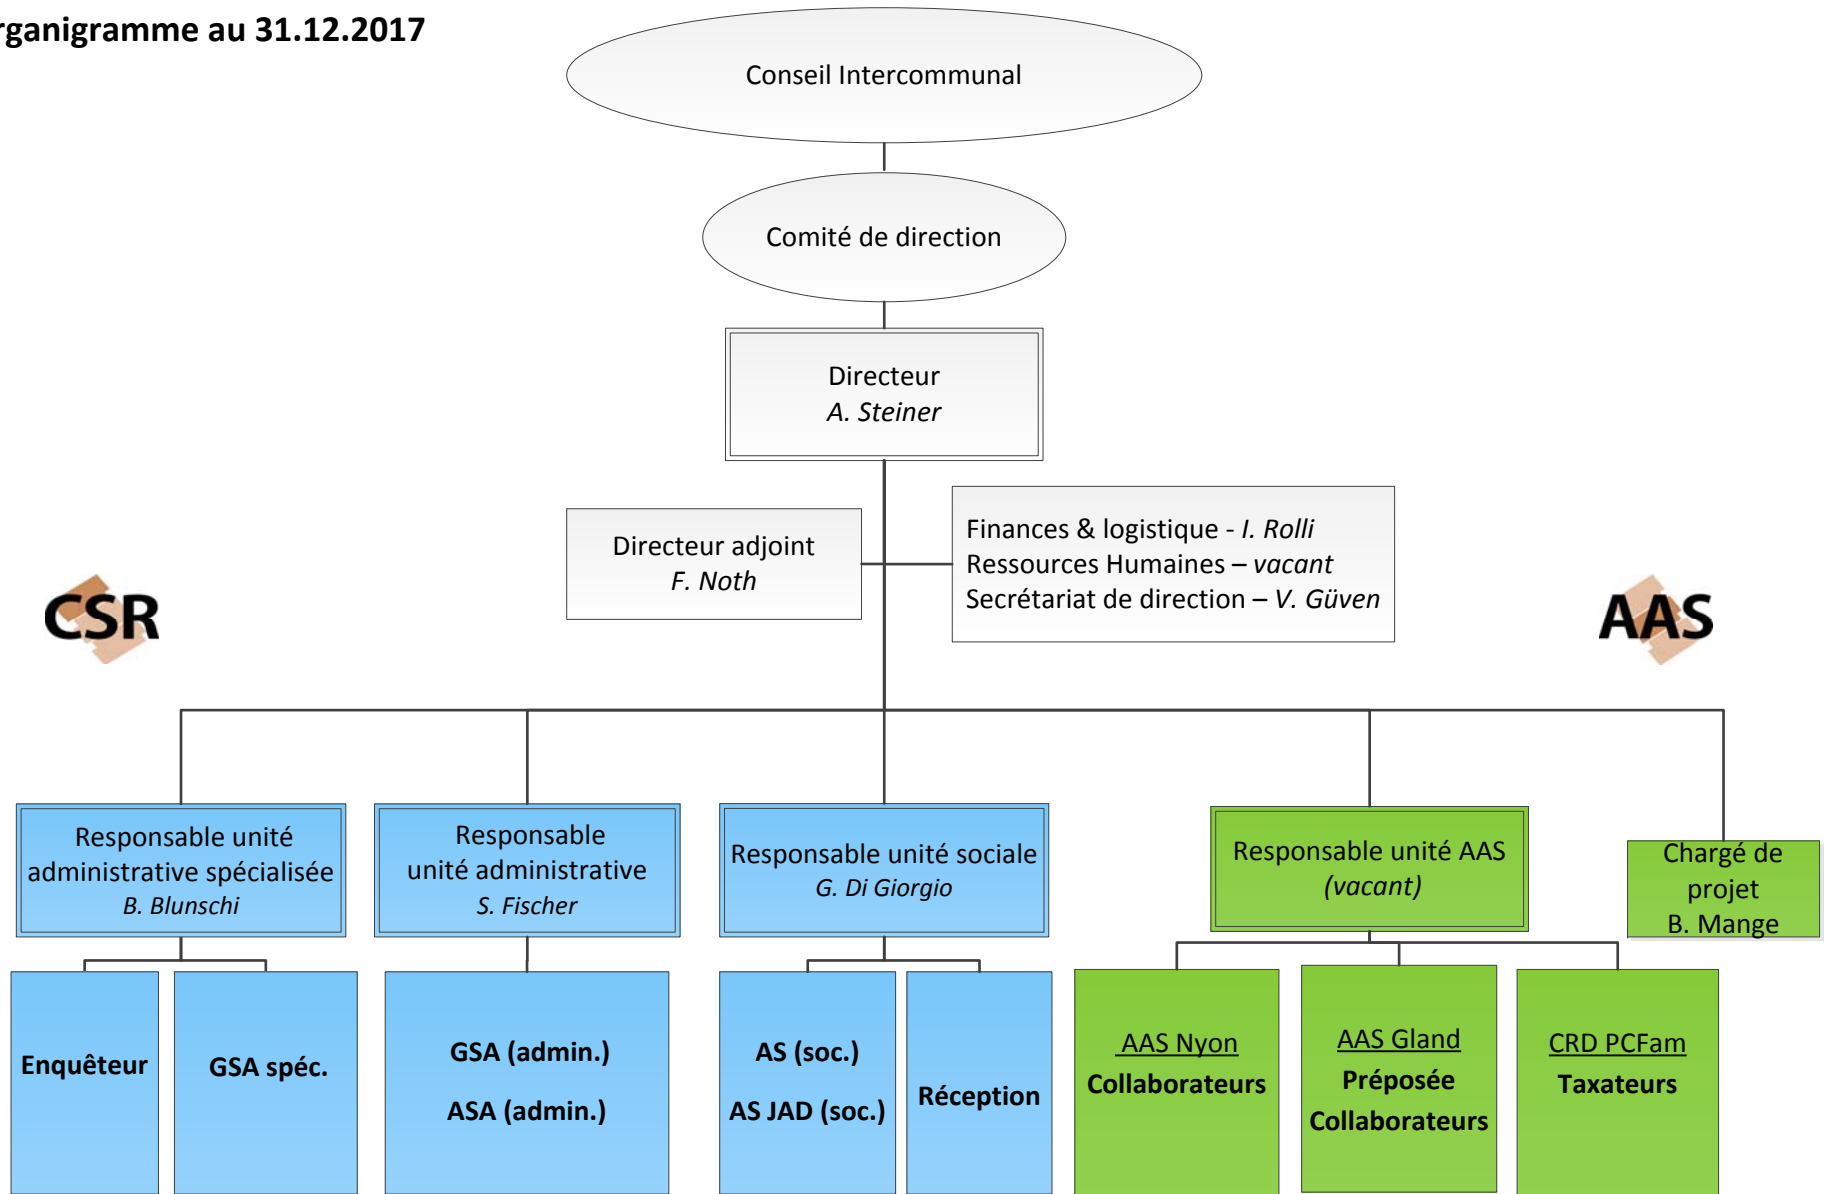 rganigramme au 31.12.2017
Conseil Intercommunal
Comité de direction
Directeur
A. Steiner
Directeur adjoint
F. Noth
Finances & logistique - I. Rolli
Ressources Humaines – vacant
Secrétariat de direction – V. Güven
CSR
AAS
Responsable unité
administrative spécialisée
B. Blunschi
Responsable
unité administrative
S. Fischer
Responsable unité sociale
G. Di Giorgio
Responsable unité AAS
(vacant)
Chargé de
projet
B. Mange
Enquêteur
GSA spéc.
GSA (admin.)
ASA (admin.)
AS (soc.)
AS JAD (soc.)
Réception
AAS Nyon
Collaborateurs
AAS Gland
Préposée
Collaborateurs
CRD PCFam
Taxateurs